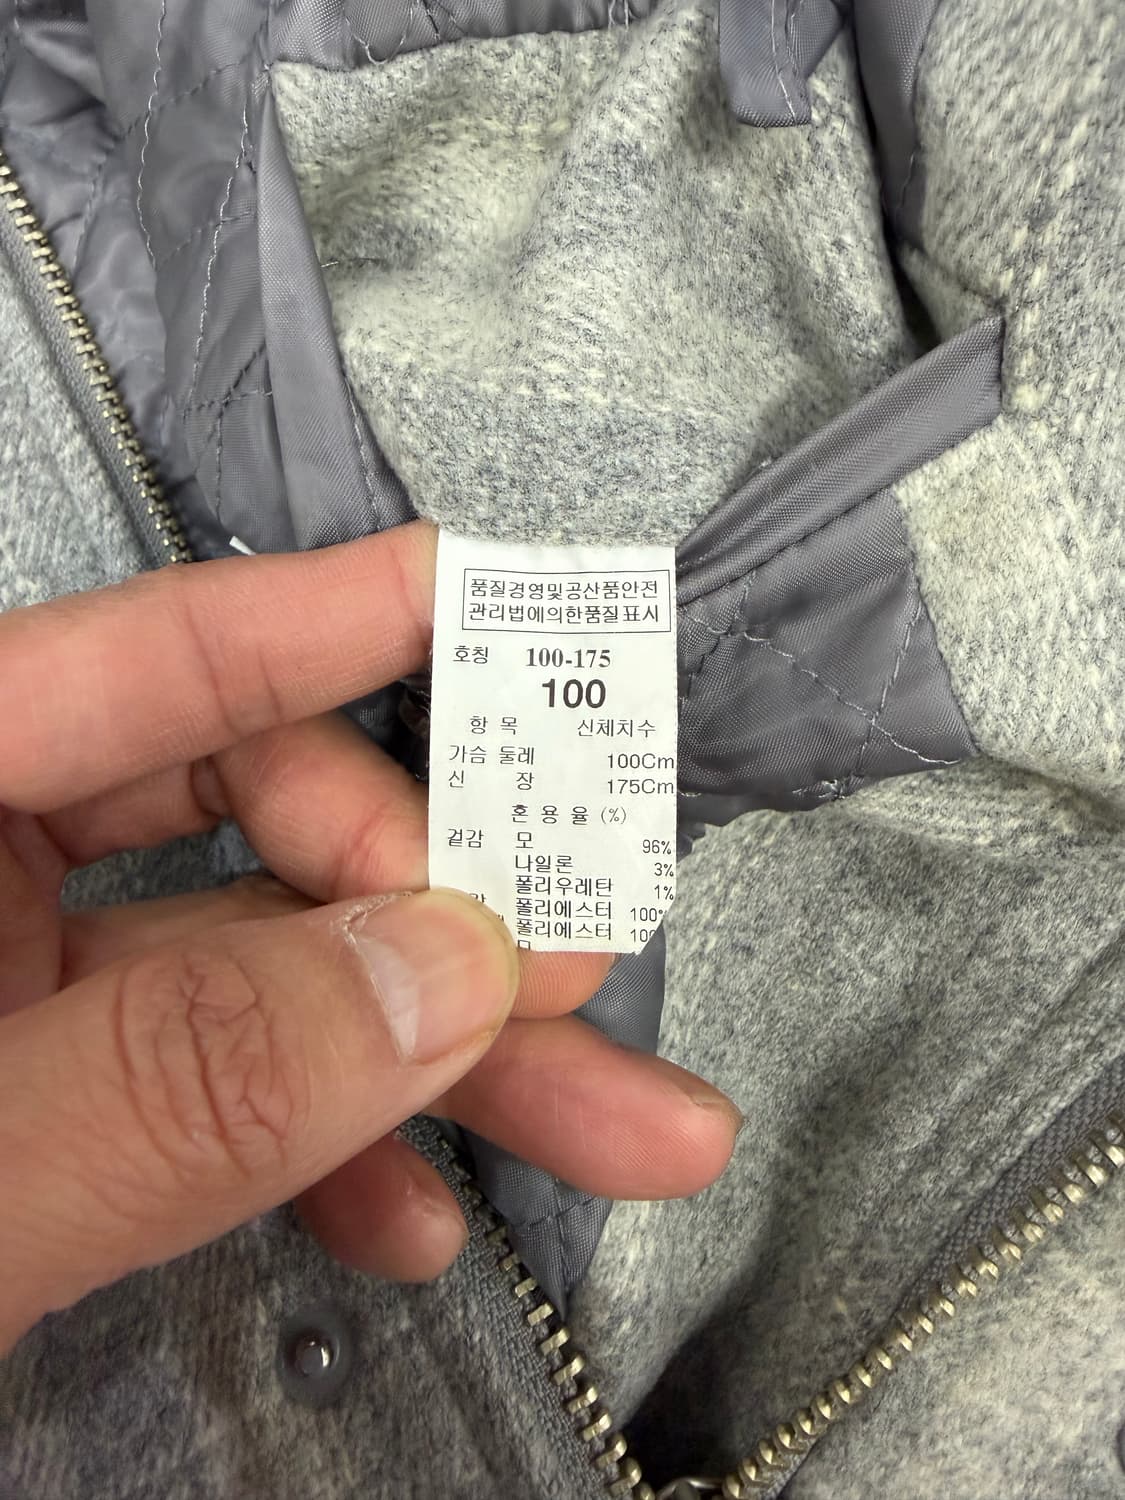 품질경영및공산품안전
관리법에의한품질표시
호칭 100-175
100
항 목 신체치수
가슴 둘레 100Cm
신 장 175Cm
혼 용 율 (%)
겉감 모 96%
나일론 3%
폴리우레탄 1%
폴리에스터 100%
폴리에스터